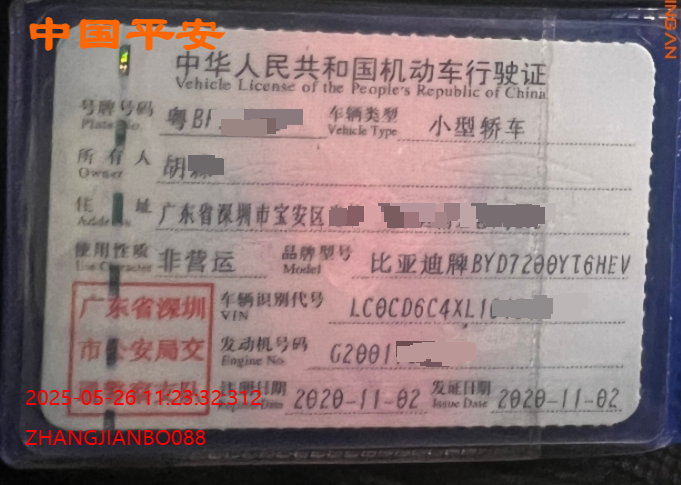 中国平安
中华人民共和国机动车行驶证
Vehicle License of the People's Republic of China
号牌号码 粤BF 车辆类型 小型轿车
Plate No. Vehicle Type
所有人 胡
Owner
住址 广东省深圳市宝安区
Address
使用性质 非营运 品牌型号 比亚迪牌BYD7200YT6HEV
Use Character Model
广东省深圳 车辆识别代号 LC0CD6C4XL1
VIN
市公安局交 发动机号码 G2001
Engine No.
通警察支队 注册日期 2020-11-02 发证日期 2020-11-02
Issue Date
2025-05-26 11:23:32.312
ZHANGJIANBO088